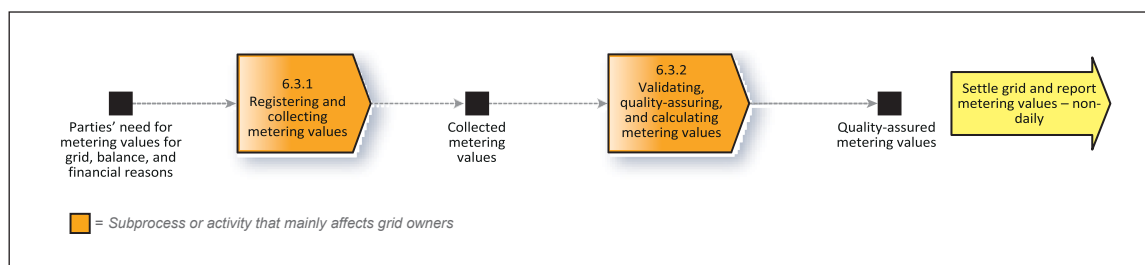 6.3.1
Registering and
collecting
metering values
6.3.2
Validating,
quality-assuring,
and calculating
metering values
Settle grid and report
metering values – non-
daily
Parties' need for
metering values for
grid, balance, and
financial reasons
Collected
metering
values
Quality-assured
metering values
= Subprocess or activity that mainly affects grid owners